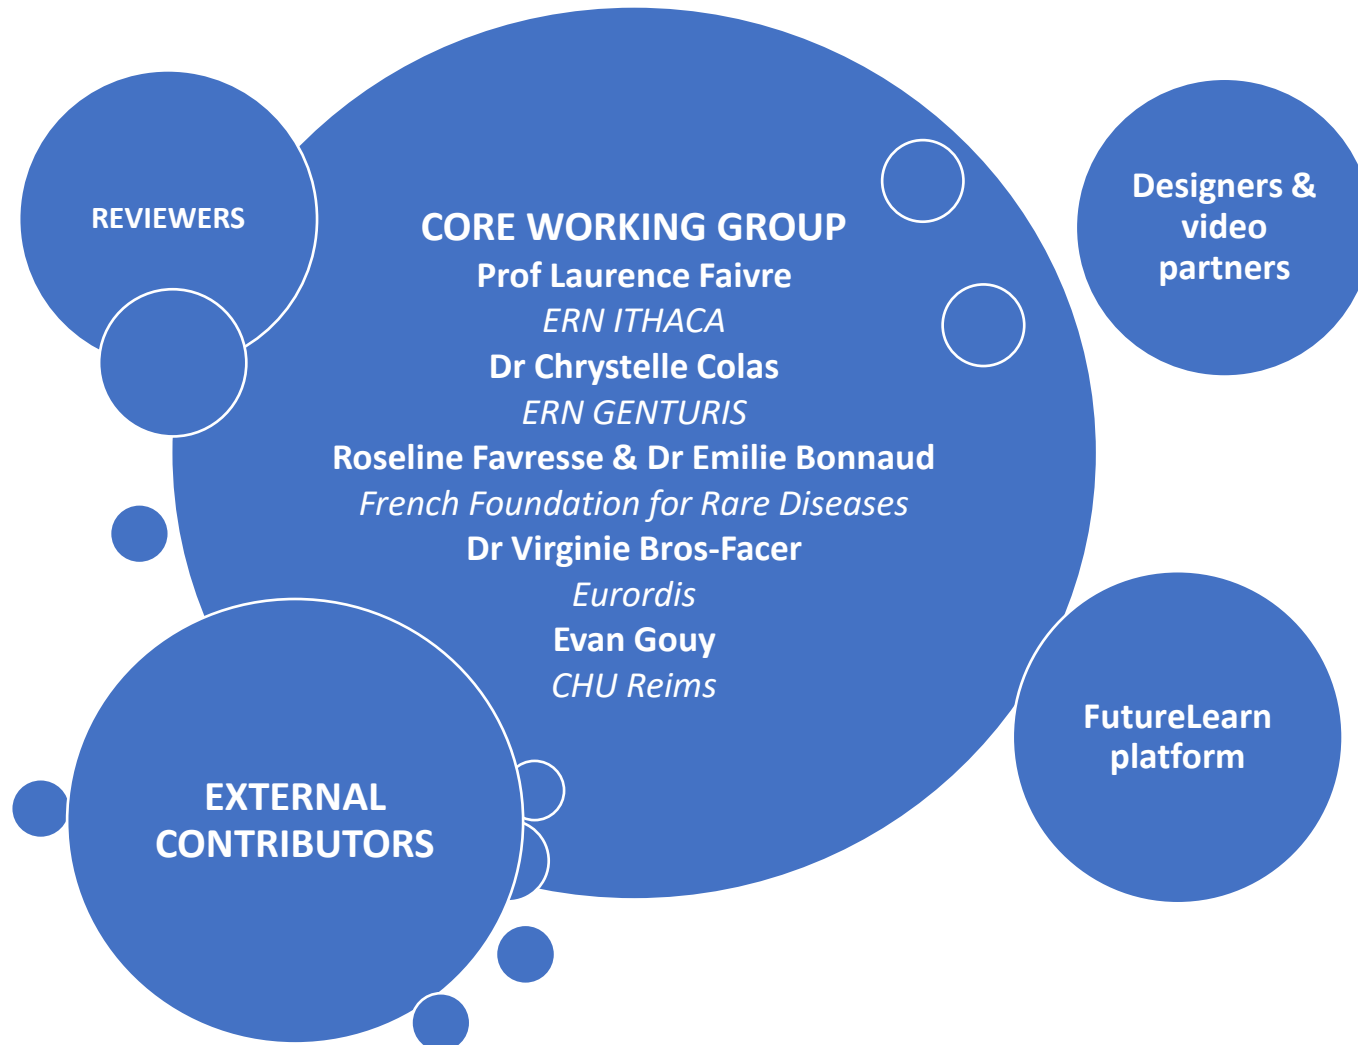 REVIEWERS
CORE WORKING GROUP
Prof Laurence Faivre
ERN ITHACA
Dr Chrystelle Colas
ERN GENTURIS
Roseline Favresse & Dr Emilie Bonnaud
French Foundation for Rare Diseases
Dr Virginie Bros-Facer
Eurordis
Evan Gouy
CHU Reims
Designers &
video
partners
EXTERNAL
CONTRIBUTORS
FutureLearn
platform